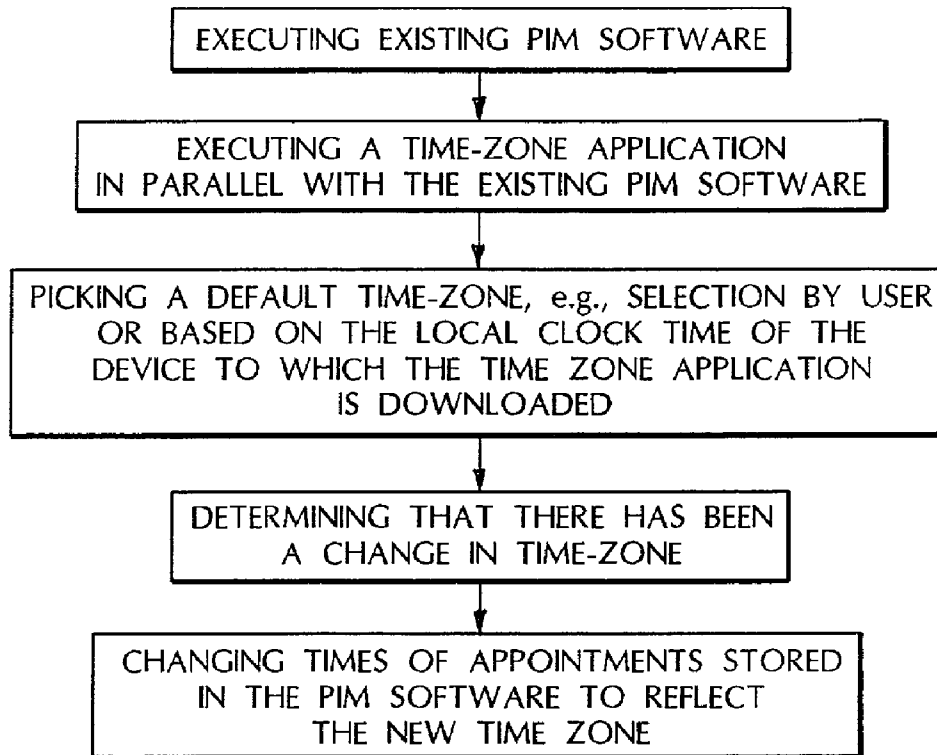 EXECUTING EXISTING PIM SOFTWARE
EXECUTING A TIME-ZONE APPLICATION
IN PARALLEL WITH THE EXISTING PIM SOFTWARE
PICKING A DEFAULT TIME-ZONE, e.g., SELECTION BY USER
OR BASED ON THE LOCAL CLOCK TIME OF THE
DEVICE TO WHICH THE TIME ZONE APPLICATION
IS DOWNLOADED
DETERMINING THAT THERE HAS BEEN
A CHANGE IN TIME-ZONE
CHANGING TIMES OF APPOINTMENTS STORED
IN THE PIM SOFTWARE TO REFLECT
THE NEW TIME ZONE